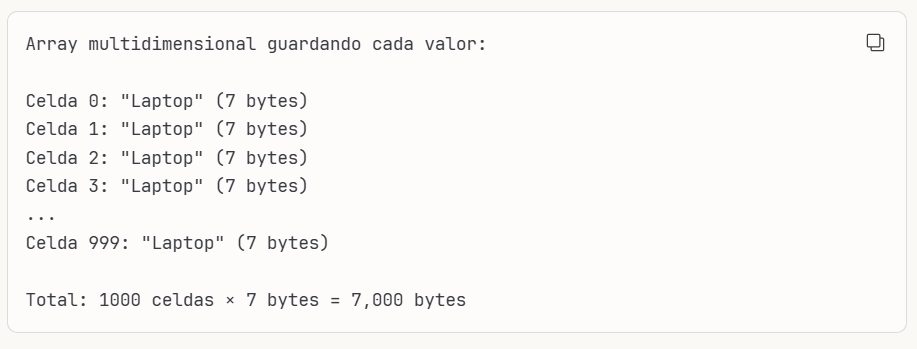 Array multidimensional guardando cada valor:
Celda 0: "Laptop" (7 bytes)
Celda 1: "Laptop" (7 bytes)
Celda 2: "Laptop" (7 bytes)
Celda 3: "Laptop" (7 bytes)
...
Celda 999: "Laptop" (7 bytes)
Total: 1000 celdas × 7 bytes = 7,000 bytes